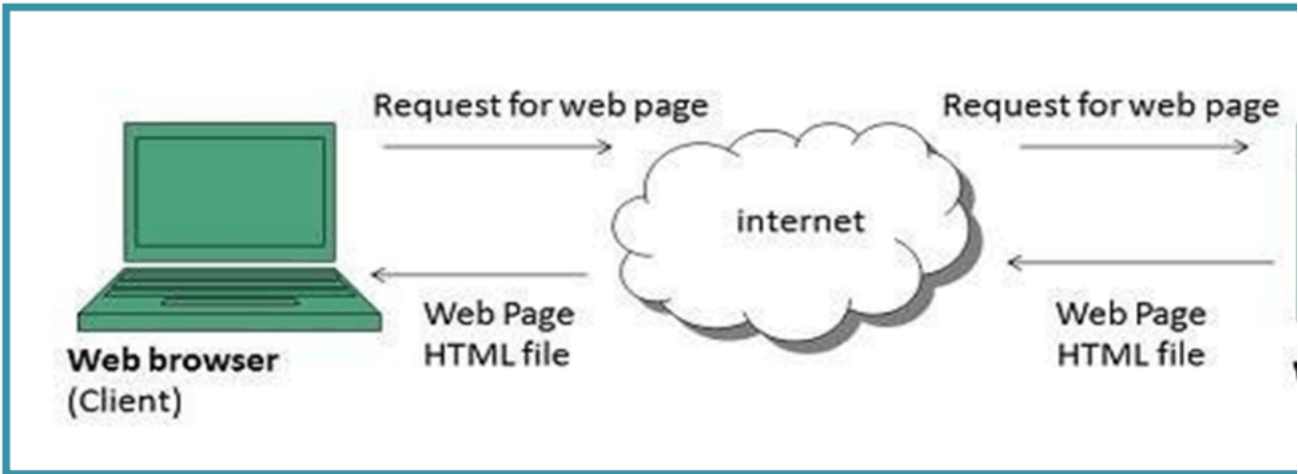 Request for web page
Request for web page
internet
Web Page
HTML file
Web Page
HTML file
Web browser
(Client)